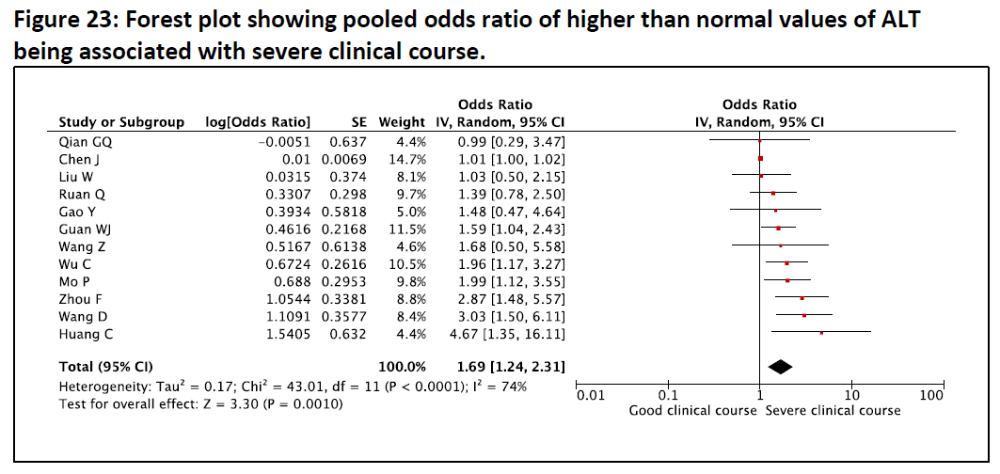 Figure 23: Forest plot showing pooled odds ratio of higher than normal values of ALT
being associated with severe clinical course.
Odds Ratio Odds Ratio
Study or Subgroup log[Odds Ratio] SE Weight IV, Random, 95% CI IV, Random, 95% CI
Qian GQ −0.0051 0.637 4.4% 0.99 [0.29, 3.47]
Chen J 0.01 0.0069 14.7% 1.01 [1.00, 1.02]
Liu W 0.0315 0.374 8.1% 1.03 [0.50, 2.15]
Ruan Q 0.3307 0.298 9.7% 1.39 [0.78, 2.50]
Gao Y 0.3934 0.5818 5.0% 1.48 [0.47, 4.64]
Guan WJ 0.4616 0.2168 11.5% 1.59 [1.04, 2.43]
Wang Z 0.5167 0.6138 4.6% 1.68 [0.50, 5.58]
Wu C 0.6724 0.2616 10.5% 1.96 [1.17, 3.27]
Mo P 0.688 0.2953 9.8% 1.99 [1.12, 3.55]
Zhou F 1.0544 0.3381 8.8% 2.87 [1.48, 5.57]
Wang D 1.1091 0.3577 8.4% 3.03 [1.50, 6.11]
Huang C 1.5405 0.632 4.4% 4.67 [1.35, 16.11]
Total (95% CI) 100.0% 1.69 [1.24, 2.31]
Heterogeneity: Tau² = 0.17; Chi² = 43.01, df = 11 (P < 0.0001); I² = 74%
Test for overall effect: Z = 3.30 (P = 0.0010)
0.01 0.1 1 10 100
Good clinical course Severe clinical course